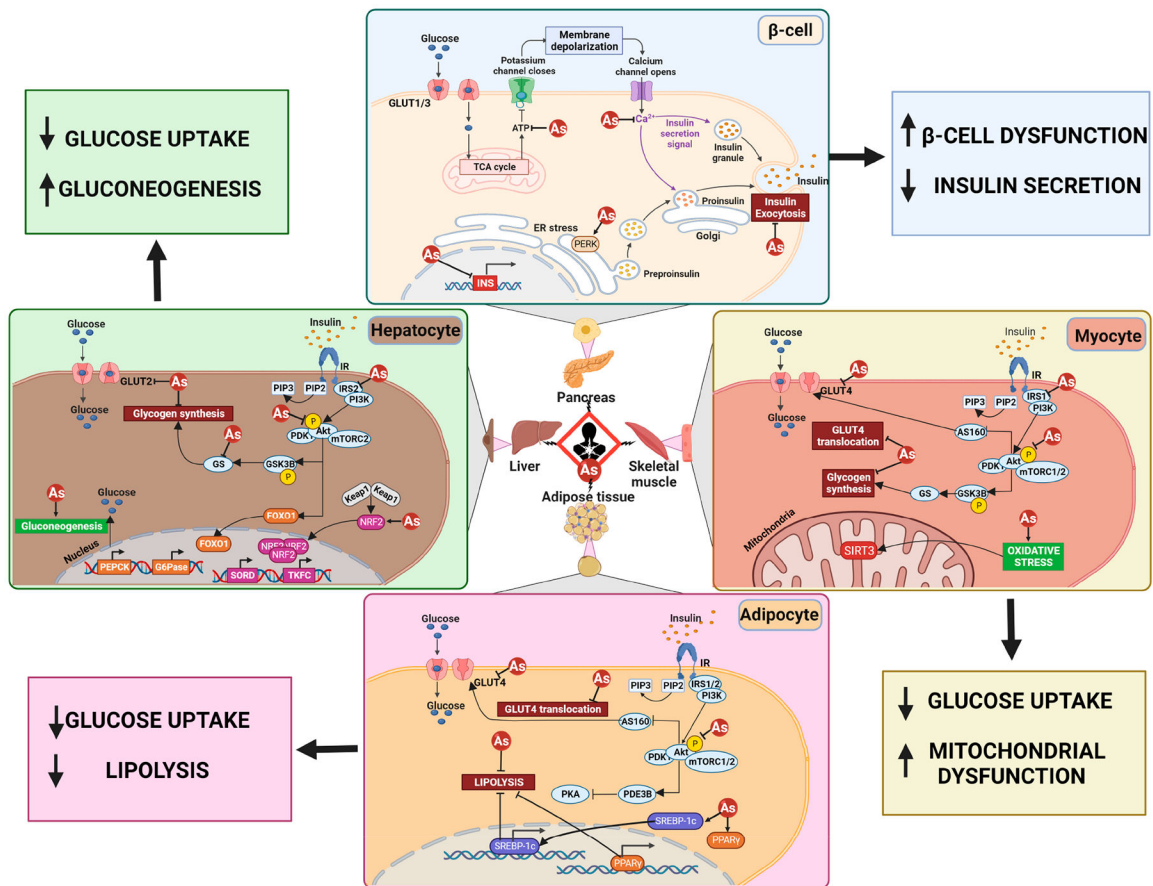 β-cell
Glucose
Membrane
depolarization
Potassium
channel closes
Calcium
channel opens
GLUT1/3
ATP
As
As
Ca²⁺
Insulin
secretion
signal
Insulin
granule
TCA cycle
Insulin
Proinsulin
Insulin
Exocytosis
As
ER stress
As
PERK
Golgi
As
Preproinsulin
INS
GLUCOSE UPTAKE
GLUCONEOGENESIS
β-CELL DYSFUNCTION
INSULIN SECRETION
Hepatocyte
Glucose
Insulin
IR
GLUT2
As
As
PIP3
PIP2
IRS2
PI3K
Glucose
Glycogen synthesis
As
P
PDK1
Akt
mTORC2
As
GS
GSK3B
P
As
Glucose
Keap1
Keap1
Gluconeogenesis
FOXO1
NRF2
As
Nucleus
FOXO1
NRF2
NRF2
NRF2
PEPCK
G6Pase
SORD
TKFC
Pancreas
Liver
As
Skeletal
muscle
Adipose tissue
Myocyte
Glucose
Insulin
IR
As
GLUT4
As
IRS1
PI3K
PIP3
PIP2
Glucose
AS160
GLUT4
translocation
As
P
As
PDK1
Akt
mTORC1/2
Glycogen
synthesis
GS
GSK3B
P
Mitochondria
As
SIRT3
OXIDATIVE
STRESS
Adipocyte
Glucose
Insulin
IR
As
GLUT4
As
IRS1/2
PIP3
PIP2
PI3K
Glucose
GLUT4 translocation
AS160
As
P
As
PDK1
Akt
mTORC1/2
LIPOLYSIS
PKA
PDE3B
As
SREBP-1c
PPARγ
SREBP-1c
PPARγ
GLUCOSE UPTAKE
LIPOLYSIS
GLUCOSE UPTAKE
MITOCHONDRIAL
DYSFUNCTION